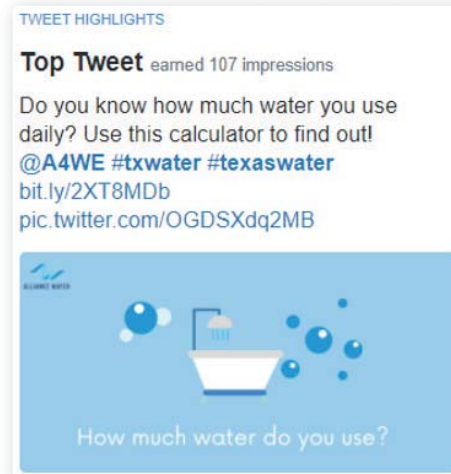 TWEET HIGHLIGHTS
Top Tweet earned 107 impressions
Do you know how much water you use
daily? Use this calculator to find out!
@A4WE #txwater #texaswater
bit.ly/2XT8MDb
pic.twitter.com/OGDSXdq2MB
ALLIANCE WATER
How much water do you use?